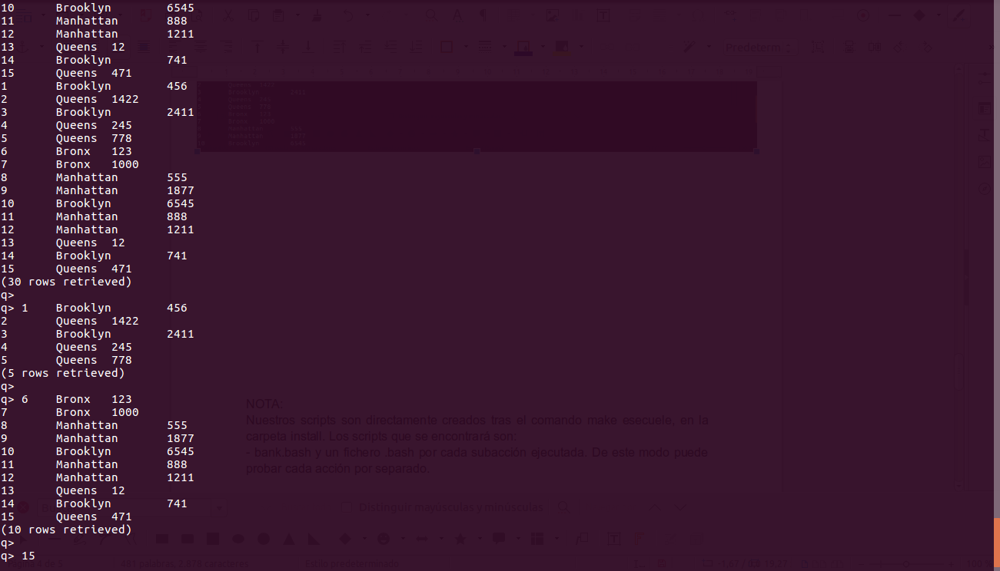 10 Brooklyn 6545
11 Manhattan 888
12 Manhattan 1211
13 Queens 12
14 Brooklyn 741
15 Queens 471
1 Brooklyn 456
2 Queens 1422
3 Brooklyn 2411
4 Queens 245
5 Queens 778
6 Bronx 123
7 Bronx 1000
8 Manhattan 555
9 Manhattan 1877
10 Brooklyn 6545
11 Manhattan 888
12 Manhattan 1211
13 Queens 12
14 Brooklyn 741
15 Queens 471
(30 rows retrieved)
q>
q> 1 Brooklyn 456
2 Queens 1422
3 Brooklyn 2411
4 Queens 245
5 Queens 778
(5 rows retrieved)
q>
q> 6 Bronx 123
7 Bronx 1000
8 Manhattan 555
9 Manhattan 1877
10 Brooklyn 6545
11 Manhattan 888
12 Manhattan 1211
13 Queens 12
14 Brooklyn 741
15 Queens 471
(10 rows retrieved)
q>
q> 15
Predeterm
NOTA:
Nuestros scripts son directamente creados tras el comando make esecuele, en la
carpeta install. Los scripts que se encontrará son:
- bank.bash y un fichero .bash por cada subacción ejecutada. De este modo puede
probar cada acción por separado.
Distinguir mayúsculas y minúsculas
Estilo predeterminado